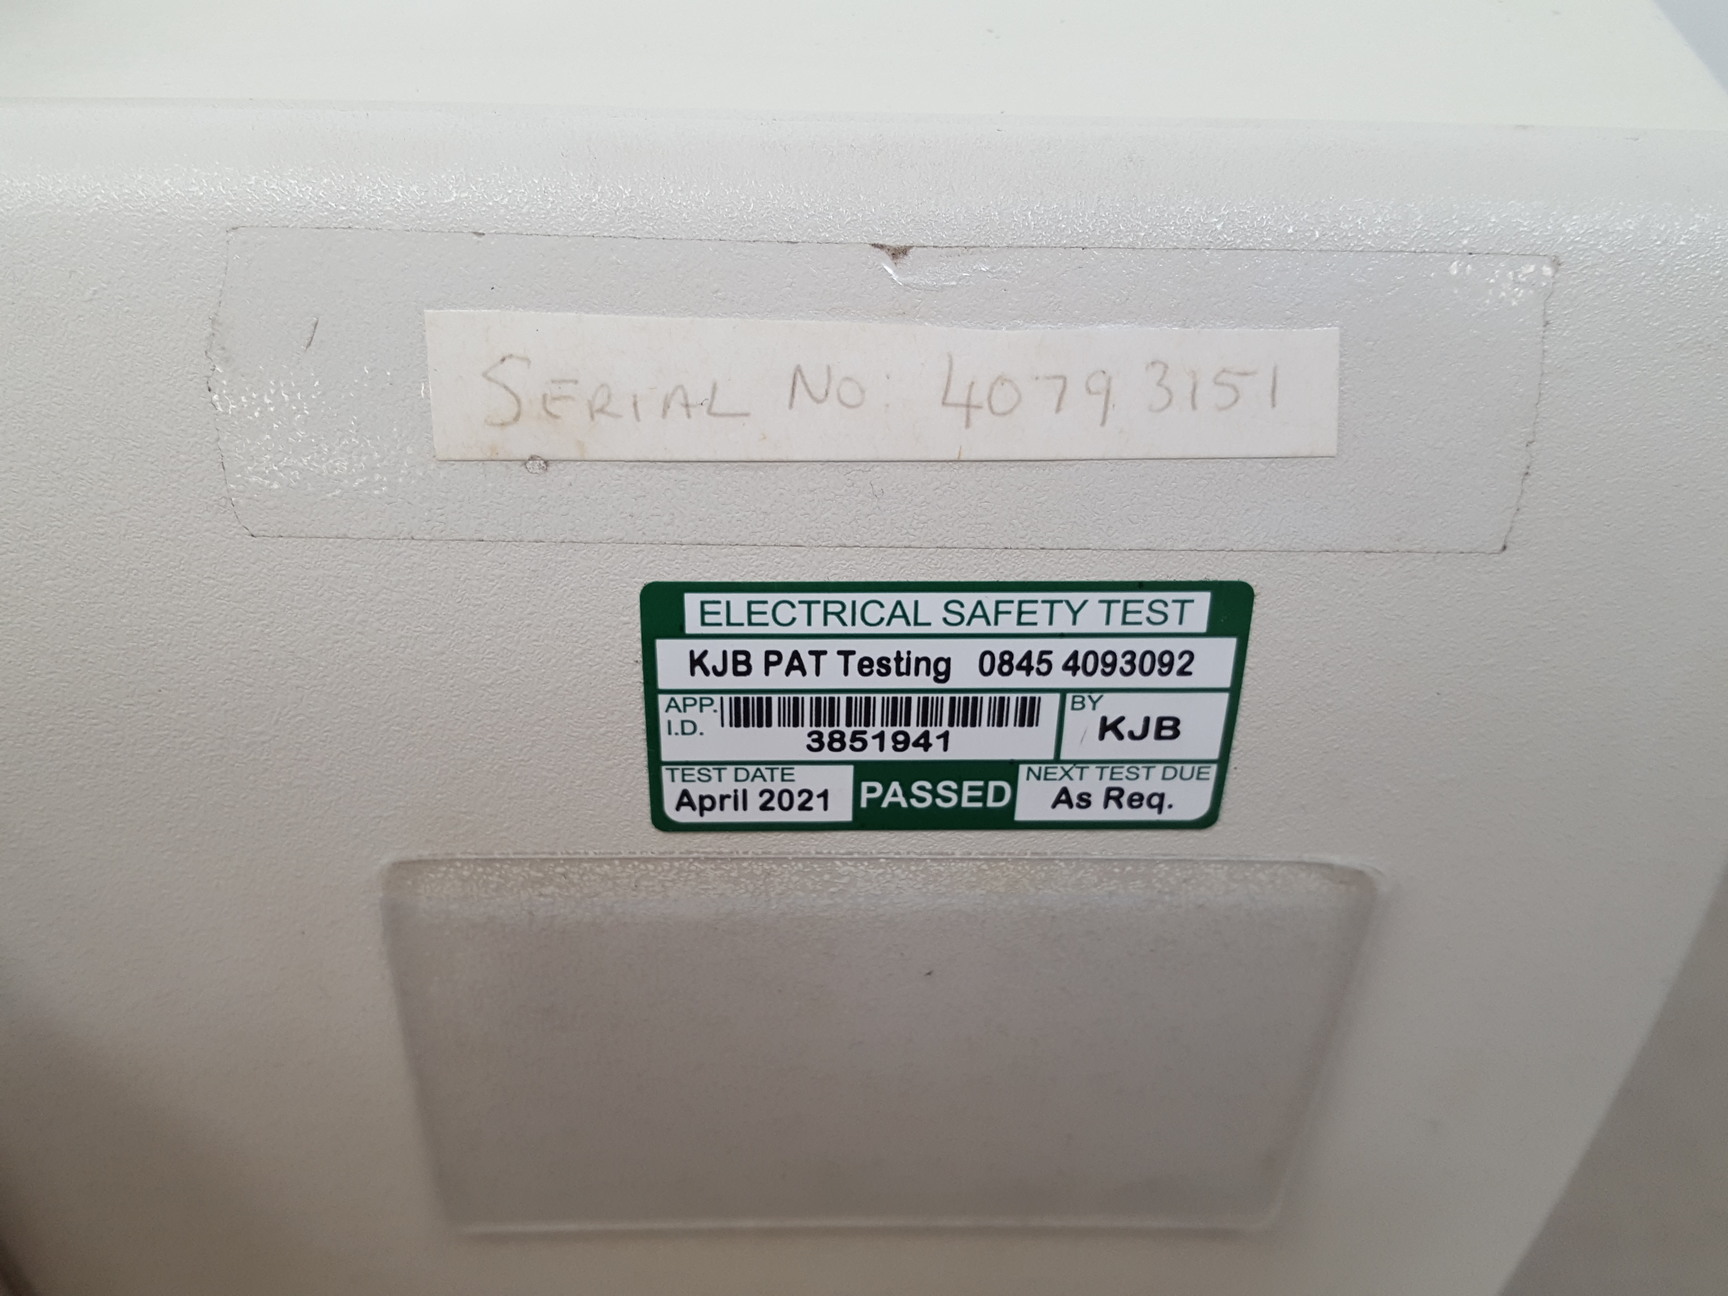 SERIAL NO: 40793151
ELECTRICAL SAFETY TEST
KJB PAT Testing 0845 4093092
APP. I.D.
3851941
BY
KJB
TEST DATE
April 2021
PASSED
NEXT TEST DUE
As Req.